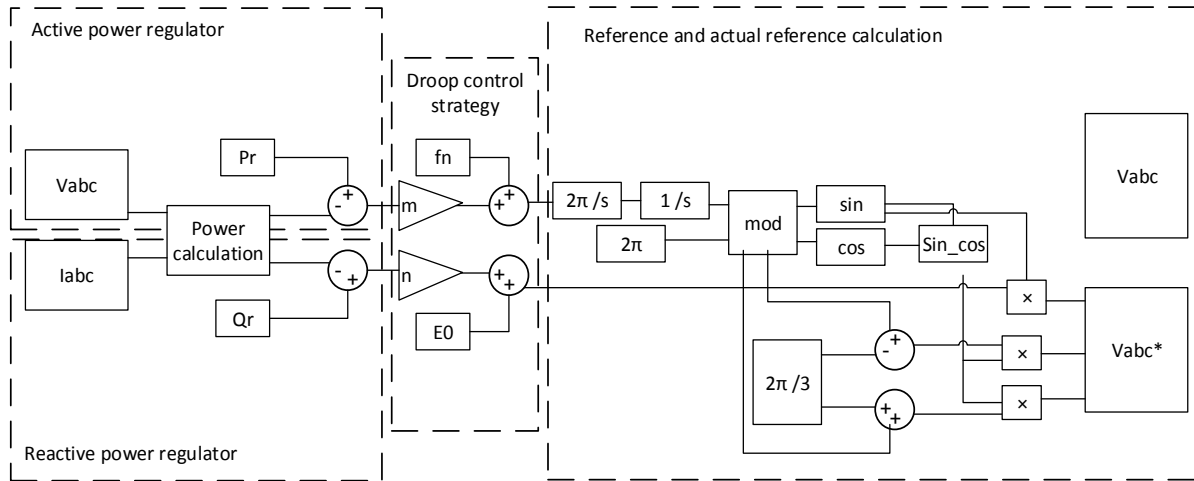 Active power regulator
Reference and actual reference calculation
Droop control
strategy
Pr
fn
Vabc
Vabc
- +
m
+ +
2π /s
1 /s
mod
sin
Power
calculation
2π
cos
Sin_cos
Iabc
- +
n
+ +
×
Qr
E0
- +
×
Vabc*
2π /3
+ +
×
Reactive power regulator